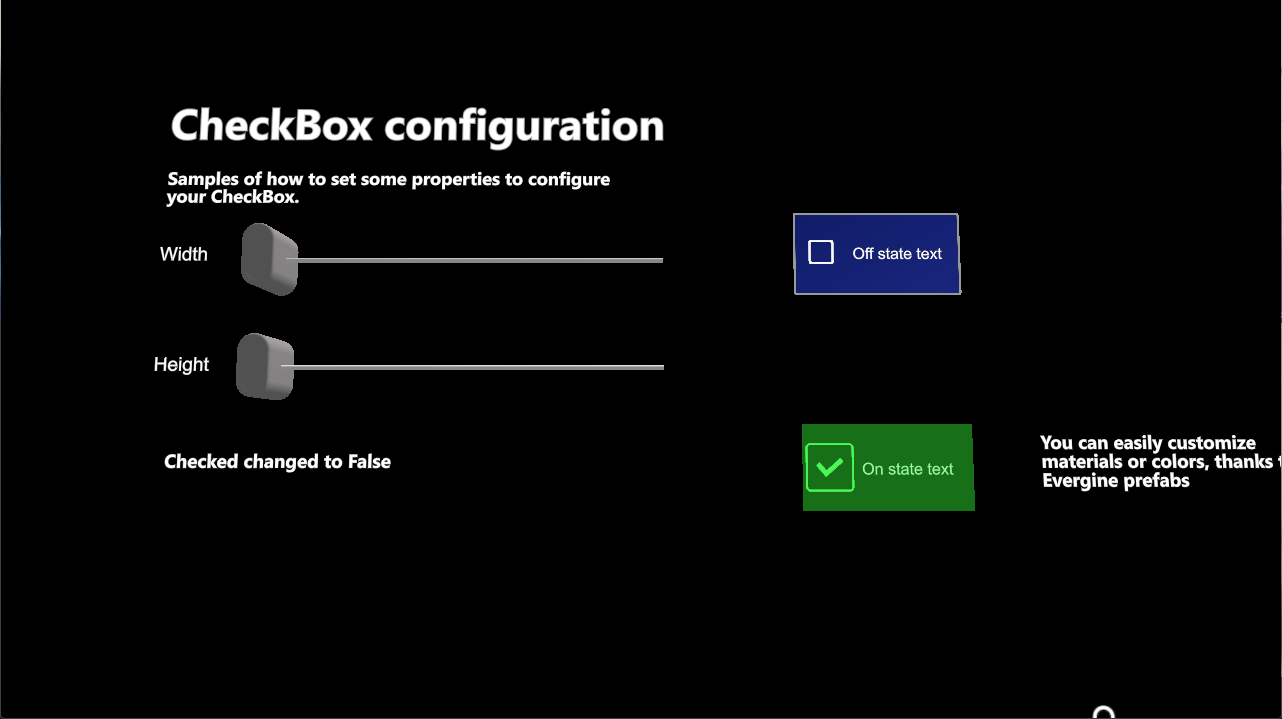 CheckBox configuration
Samples of how to set some properties to configure
your CheckBox.
Width
Off state text
Height
Checked changed to False
On state text
You can easily customize
materials or colors, thanks
Evergine prefabs